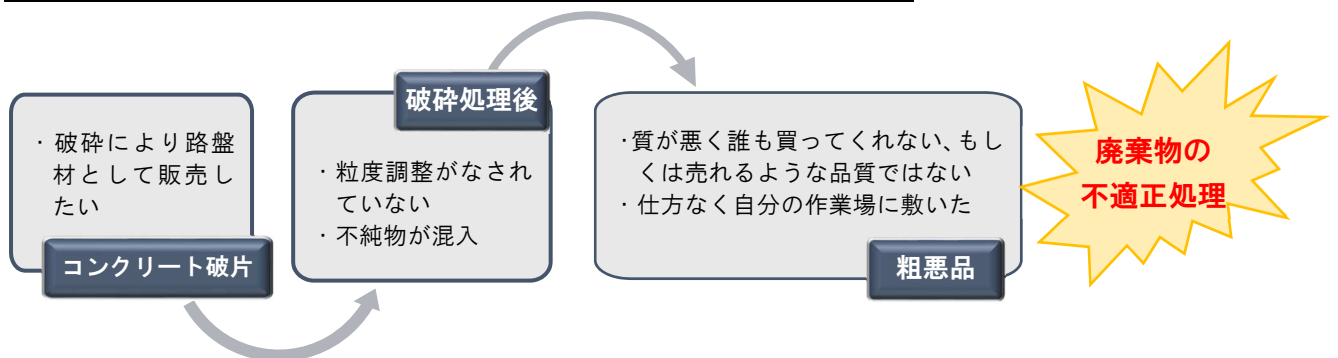 ・破砕により路盤
材として販売し
たい
コンクリート破片
破砕処理後
・粒度調整がなされ
ていない
・不純物が混入
・質が悪く誰も買ってくれない、もし
くは売れるような品質ではない
・仕方なく自分の作業場に敷いた
粗悪品
廃棄物の
不適正処理